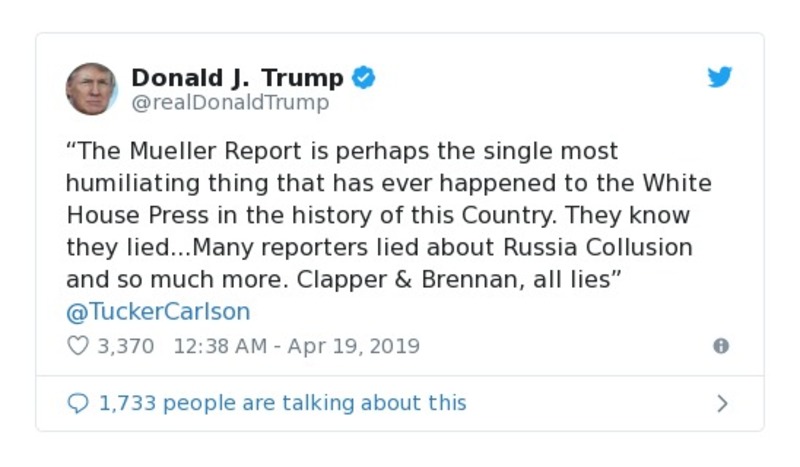 Donald J. Trump
@realDonaldTrump
“The Mueller Report is perhaps the single most
humiliating thing that has ever happened to the White
House Press in the history of this Country. They know
they lied...Many reporters lied about Russia Collusion
and so much more. Clapper & Brennan, all lies”
@TuckerCarlson
3,370 12:38 AM - Apr 19, 2019
1,733 people are talking about this